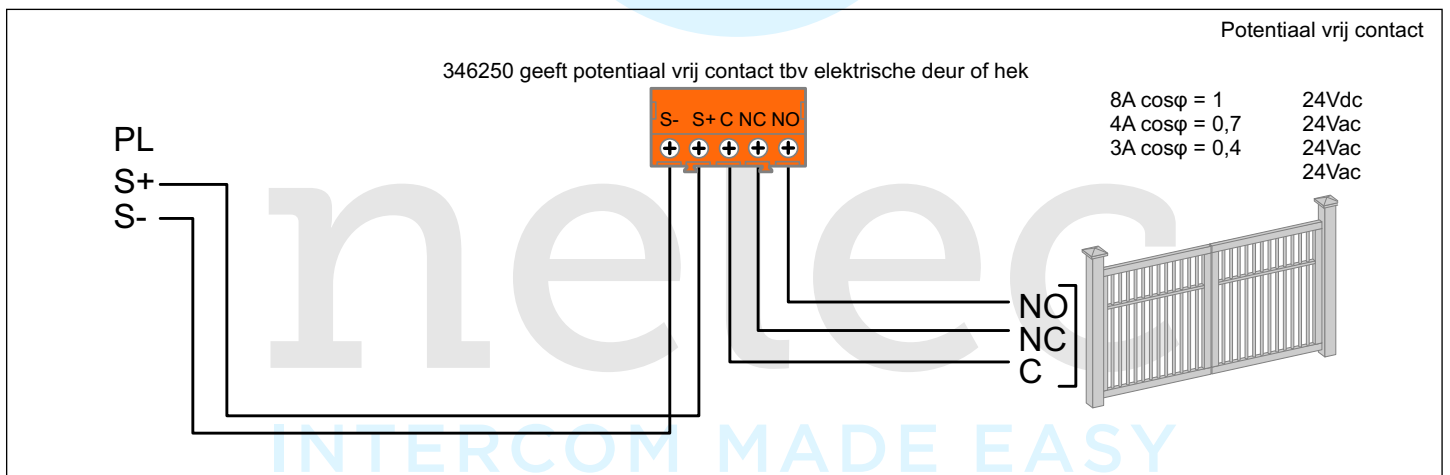 Potentiaal vrij contact
346250 geeft potentiaal vrij contact tbv elektrische deur of hek
S- S+ C NC NO
8A cosφ = 1 24Vdc
4A cosφ = 0,7 24Vac
3A cosφ = 0,4 24Vac
24Vac
PL
S+
S-
NO
NC
C
nelec
INTERCOM MADE EASY